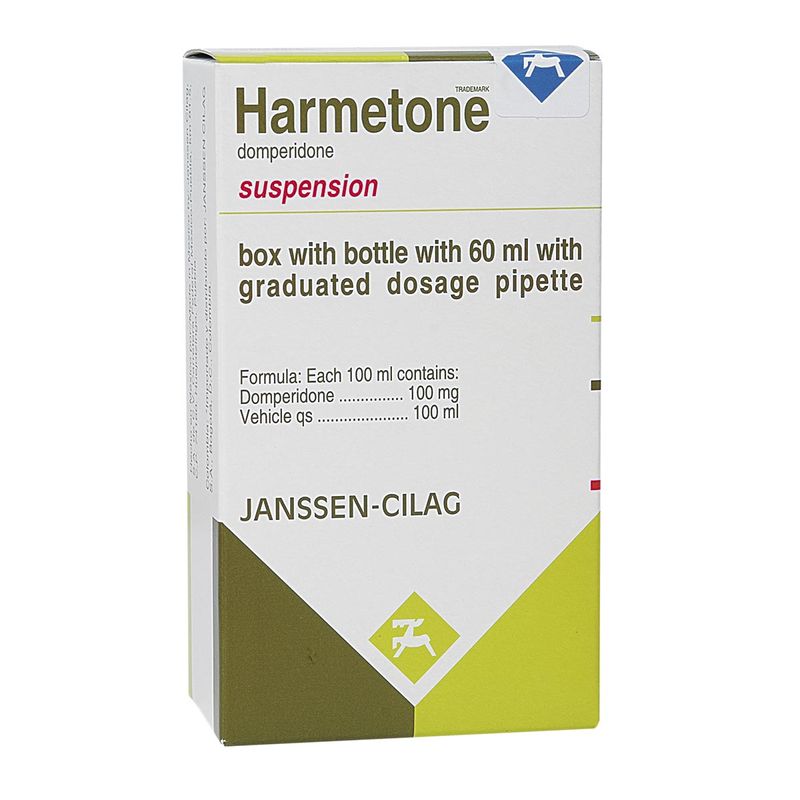 Harmetone
TRADEMARK
domperidone
suspension
box with bottle with 60 ml with
graduated dosage pipette
Formula: Each 100 ml contains:
Domperidone ............... 100 mg
Vehicle qs ..................... 100 ml
JANSSEN-CILAG